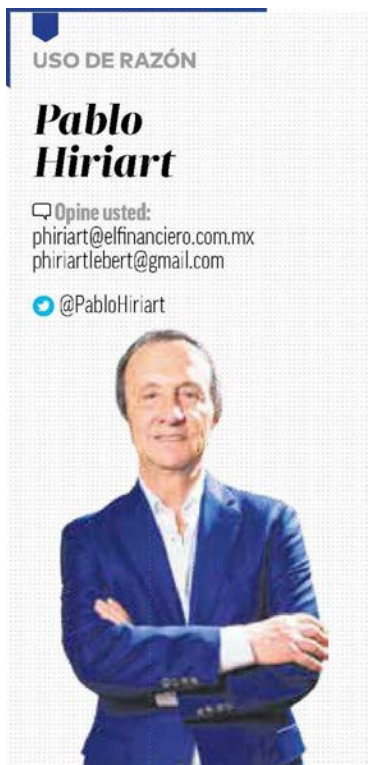 USO DE RAZÓN
Pablo
Hiriart
Opine usted:
phiriart@elfinanciero.com.mx
phiriartlebert@gmail.com
@PabloHiriart